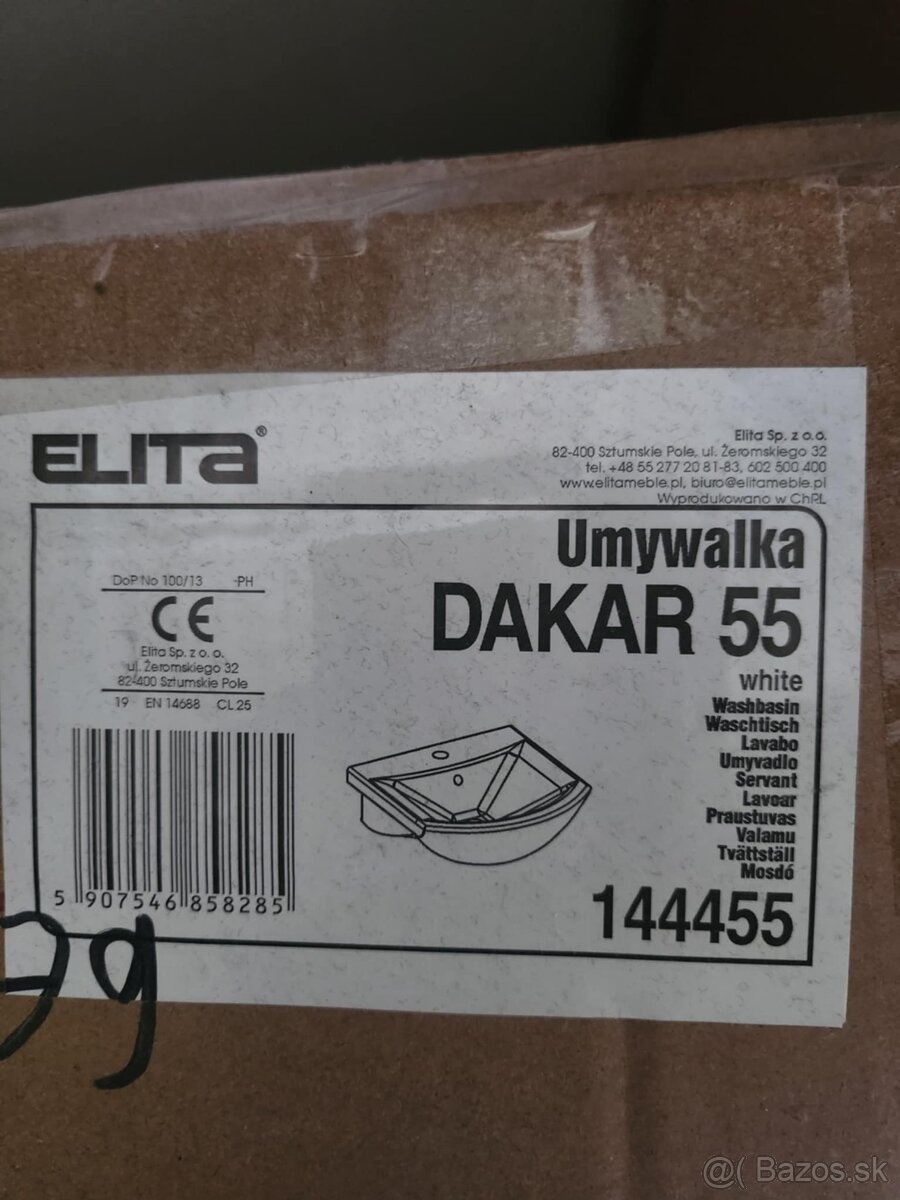 ELITA®
Elita Sp. z o.o.
82-400 Sztumskie Pole, ul. Żeromskiego 32
tel. +48 55 277 20 81-83, 602 500 400
www.elitameble.pl, biuro@elitameble.pl
Wyprodukowano w ChRL
Umywalka
DAKAR 55
white
Washbasin
Waschtisch
Lavabo
Umyvadlo
Servant
Lavoar
Praustuvas
Valamu
Tvättställ
Mosdó
144455
DoP No 100/13 -PH
CE
Elita Sp. z o. o.
ul. Żeromskiego 32
82-400 Sztumskie Pole
19 EN 14688 CL 25
5 907546 858285
39
@( Bazos.sk